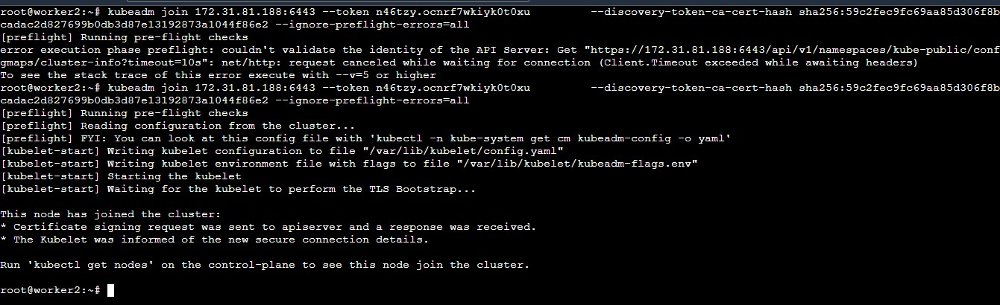 root@worker2:~# kubeadm join 172.31.81.188:6443 --token n46tzy.ocnrf7wkiyk0t0xu         --discovery-token-ca-cert-hash sha256:59c2fec9fc69aa85d306f8b
cadac2d827699b0db3d87e13192873a1044f86e2 --ignore-preflight-errors=all
[preflight] Running pre-flight checks
error execution phase preflight: couldn't validate the identity of the API Server: Get "https://172.31.81.188:6443/api/v1/namespaces/kube-public/conf
gmaps/cluster-info?timeout=10s": net/http: request canceled while waiting for connection (Client.Timeout exceeded while awaiting headers)
To see the stack trace of this error execute with --v=5 or higher
root@worker2:~# kubeadm join 172.31.81.188:6443 --token n46tzy.ocnrf7wkiyk0t0xu         --discovery-token-ca-cert-hash sha256:59c2fec9fc69aa85d306f8b
cadac2d827699b0db3d87e13192873a1044f86e2 --ignore-preflight-errors=all
[preflight] Running pre-flight checks
[preflight] Reading configuration from the cluster...
[preflight] FYI: You can look at this config file with 'kubectl -n kube-system get cm kubeadm-config -o yaml'
[kubelet-start] Writing kubelet configuration to file "/var/lib/kubelet/config.yaml"
[kubelet-start] Writing kubelet environment file with flags to file "/var/lib/kubelet/kubeadm-flags.env"
[kubelet-start] Starting the kubelet
[kubelet-start] Waiting for the kubelet to perform the TLS Bootstrap...

This node has joined the cluster:
* Certificate signing request was sent to apiserver and a response was received.
* The Kubelet was informed of the new secure connection details.

Run 'kubectl get nodes' on the control-plane to see this node join the cluster.

root@worker2:~#